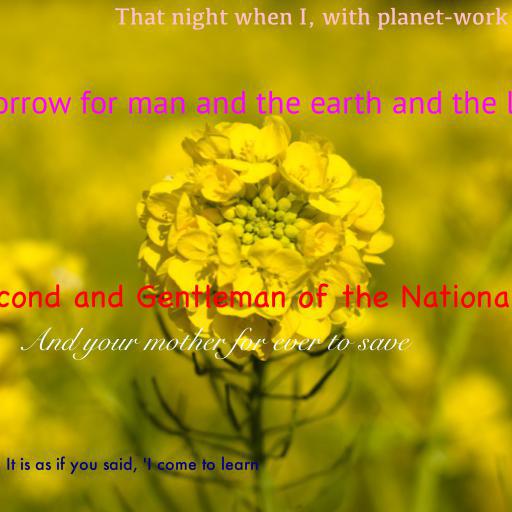 That night when I, with planet-work
orrow for man and the earth and the
cond and Gentleman of the Nationa
And your mother for ever to save
It is as if you said, 'I come to learn